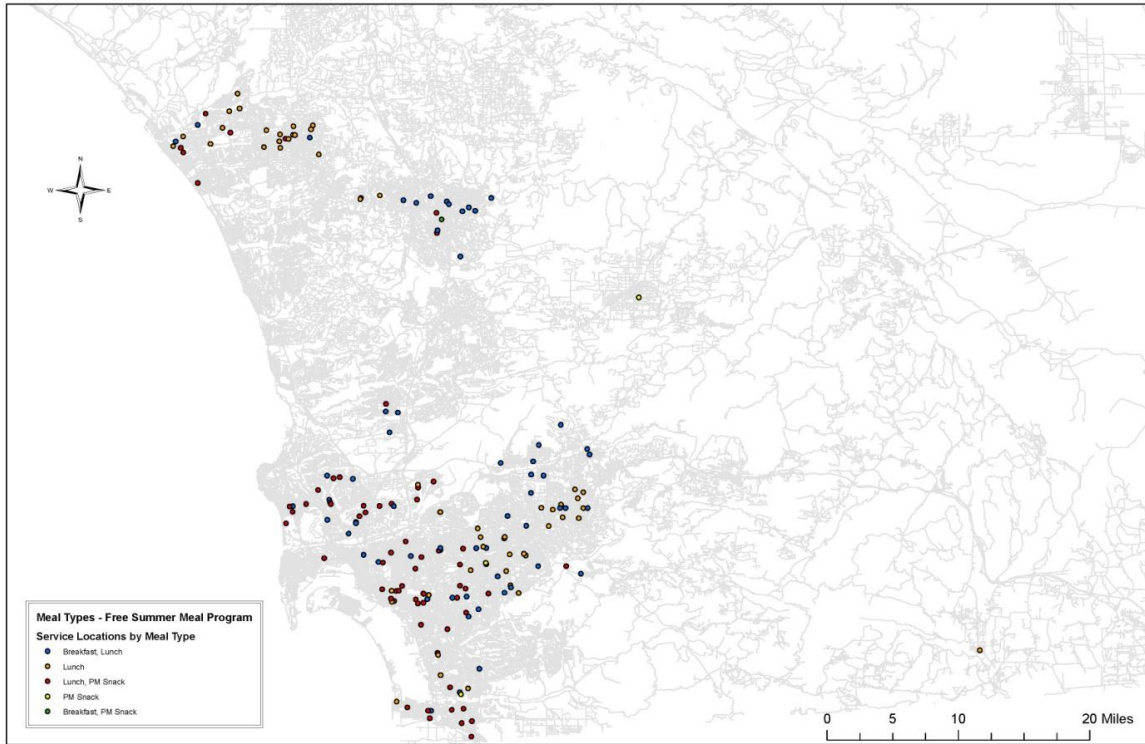 N
W E
S
Meal Types - Free Summer Meal Program
Service Locations by Meal Type
Breakfast, Lunch
Lunch
Lunch, PM Snack
PM Snack
Breakfast, PM Snack
0 5 10 20 Miles